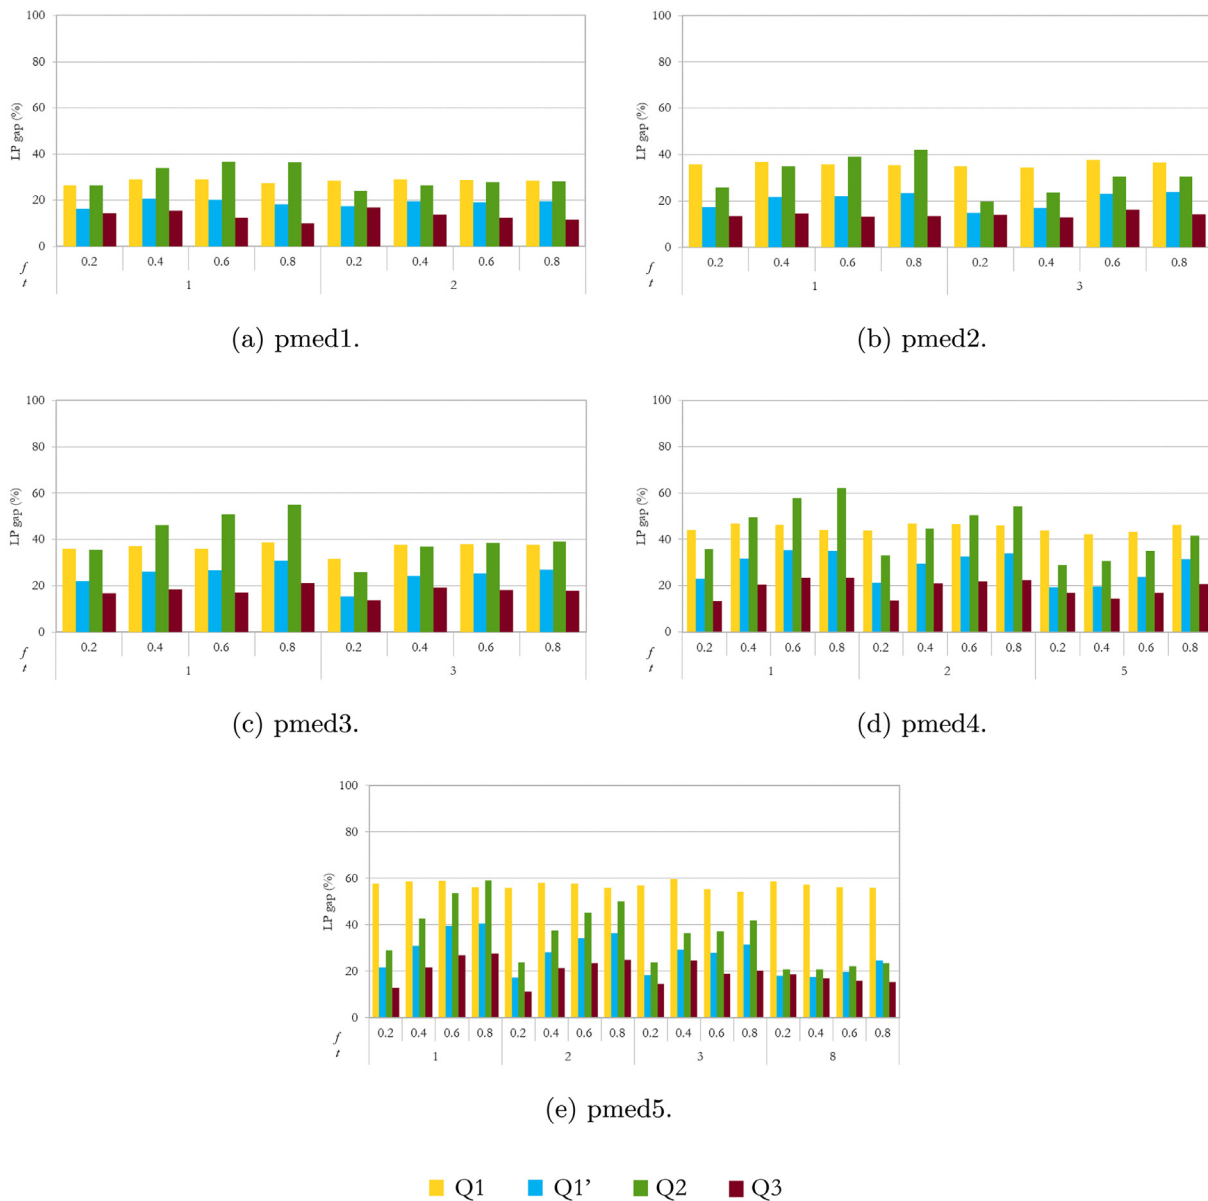 100
80
60
40
20
0
LP gap (%)
f 0.2 0.4 0.6 0.8 0.2 0.4 0.6 0.8
t 1 2
(a) pmed1.
100
80
60
40
20
0
LP gap (%)
f 0.2 0.4 0.6 0.8 0.2 0.4 0.6 0.8
t 1 3
(b) pmed2.
100
80
60
40
20
0
LP gap (%)
f 0.2 0.4 0.6 0.8 0.2 0.4 0.6 0.8
t 1 3
(c) pmed3.
100
80
60
40
20
0
LP gap (%)
f 0.2 0.4 0.6 0.8 0.2 0.4 0.6 0.8 0.2 0.4 0.6 0.8
t 1 2 5
(d) pmed4.
100
80
60
40
20
0
LP gap (%)
f 0.2 0.4 0.6 0.8 0.2 0.4 0.6 0.8 0.2 0.4 0.6 0.8 0.2 0.4 0.6 0.8
t 1 2 3 8
(e) pmed5.
Q1 Q1’ Q2 Q3